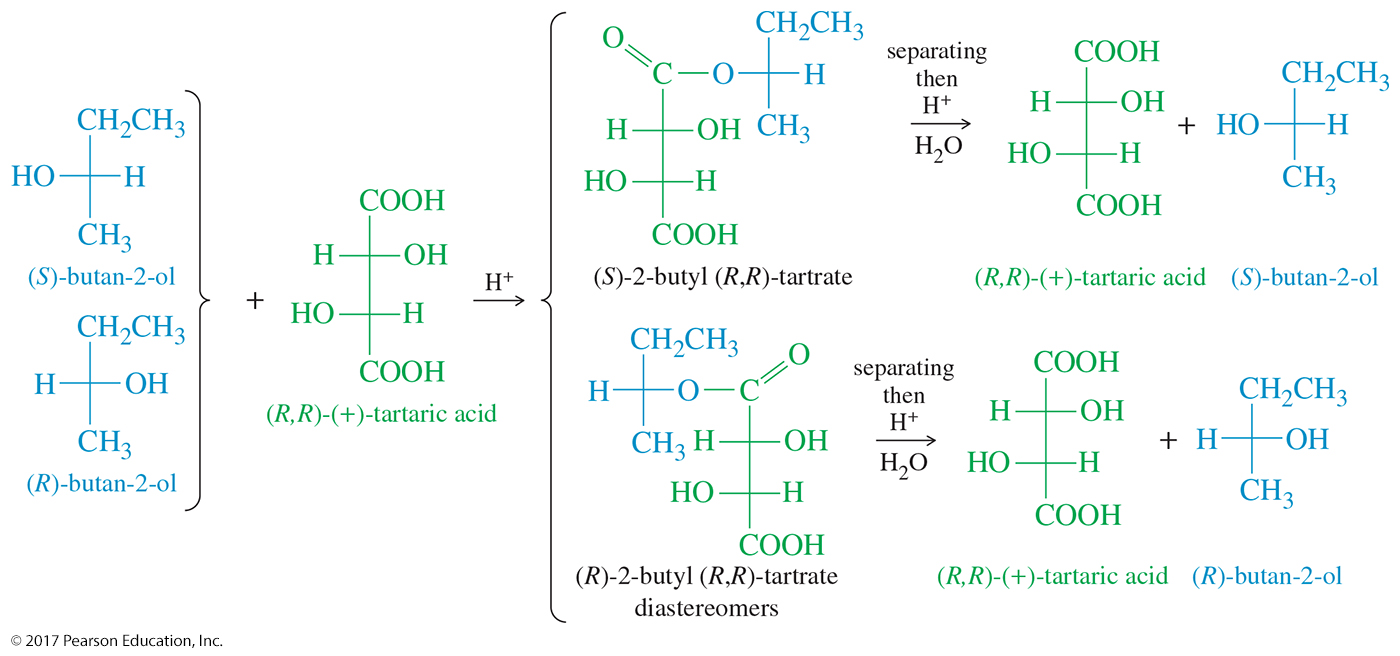 CH₂CH₃
HO H
CH₃
(S)-butan-2-ol
CH₂CH₃
H OH
CH₃
(R)-butan-2-ol
+
COOH
H OH
HO H
COOH
(R,R)-(+)-tartaric acid
H⁺
CH₂CH₃
O
C O H
H OH CH₃
HO H
COOH
(S)-2-butyl (R,R)-tartrate
separating
then
H⁺
H₂O
COOH
H OH
HO H
COOH
(R,R)-(+)-tartaric acid
+
CH₂CH₃
HO H
CH₃
(S)-butan-2-ol
CH₂CH₃
O
H O C
CH₃ H OH
HO H
COOH
(R)-2-butyl (R,R)-tartrate
diastereomers
separating
then
H⁺
H₂O
COOH
H OH
HO H
COOH
(R,R)-(+)-tartaric acid
+
CH₂CH₃
H OH
CH₃
(R)-butan-2-ol
© 2017 Pearson Education, Inc.